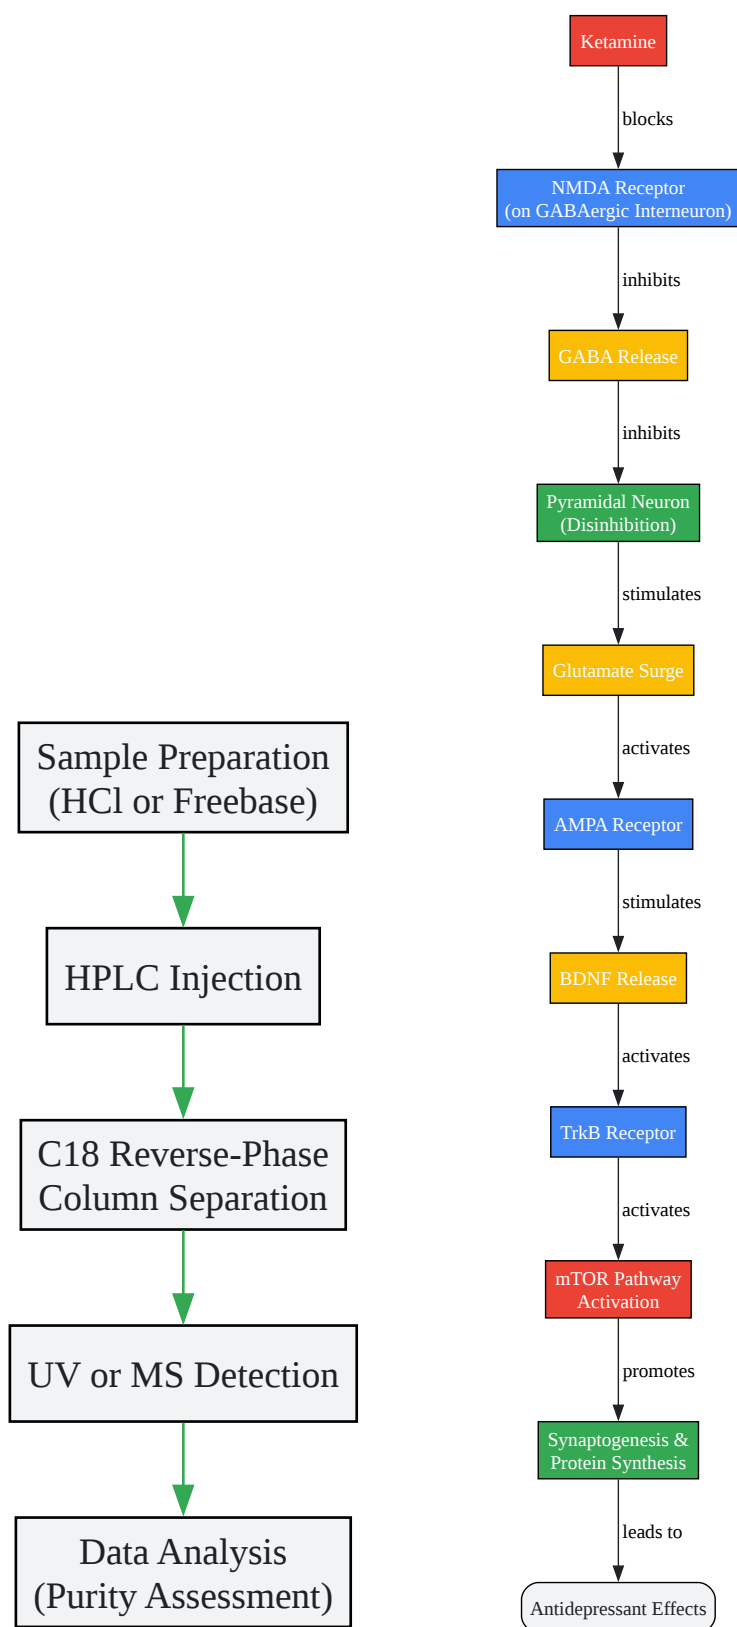 Ketamine
blocks
NMDA Receptor
(on GABAergic Interneuron)
inhibits
GABA Release
inhibits
Pyramidal Neuron
(Disinhibition)
stimulates
Glutamate Surge
activates
AMPA Receptor
stimulates
BDNF Release
activates
TrkB Receptor
activates
mTOR Pathway
Activation
promotes
Synaptogenesis &
Protein Synthesis
leads to
Antidepressant Effects
Sample Preparation
(HCl or Freebase)
HPLC Injection
C18 Reverse-Phase
Column Separation
UV or MS Detection
Data Analysis
(Purity Assessment)